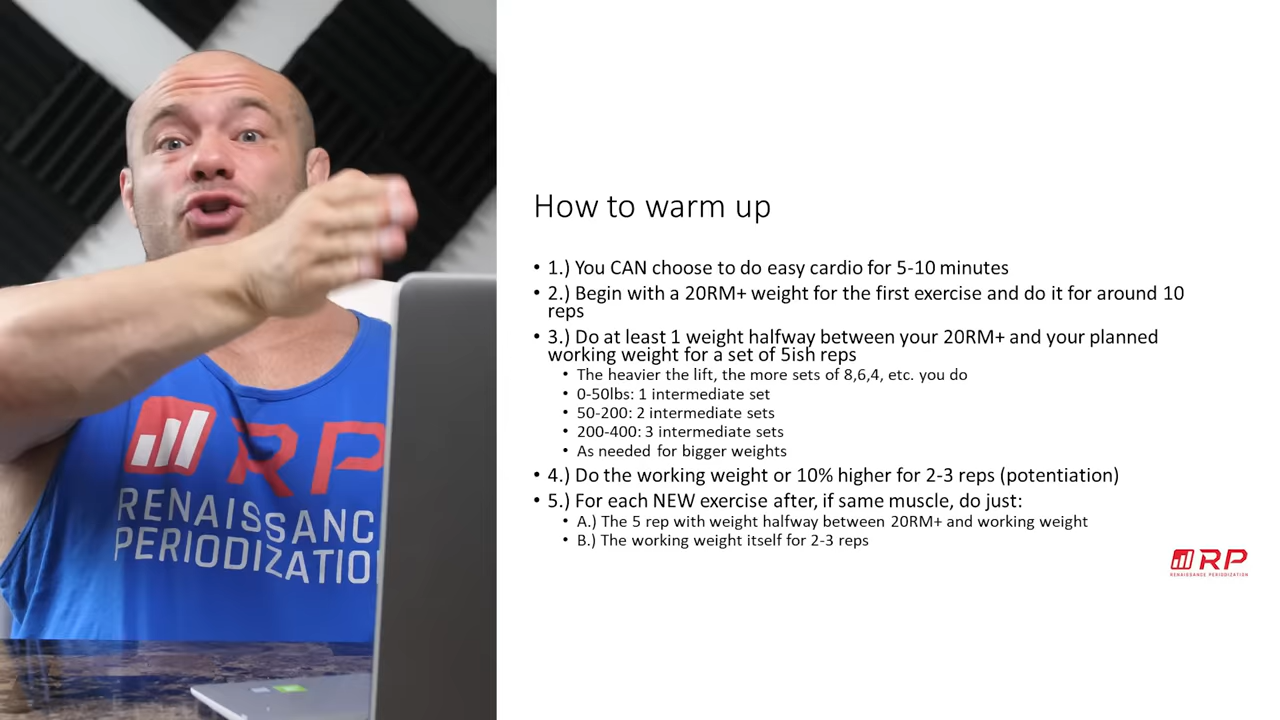 RP
RENAISSANC
PERIODIZATIO
How to warm up
• 1.) You CAN choose to do easy cardio for 5-10 minutes
• 2.) Begin with a 20RM+ weight for the first exercise and do it for around 10
reps
• 3.) Do at least 1 weight halfway between your 20RM+ and your planned
working weight for a set of 5ish reps
• The heavier the lift, the more sets of 8,6,4, etc. you do
• 0-50lbs: 1 intermediate set
• 50-200: 2 intermediate sets
• 200-400: 3 intermediate sets
• As needed for bigger weights
• 4.) Do the working weight or 10% higher for 2-3 reps (potentiation)
• 5.) For each NEW exercise after, if same muscle, do just:
• A.) The 5 rep with weight halfway between 20RM+ and working weight
• B.) The working weight itself for 2-3 reps
RP
RENAISSANCE PERIODIZATION